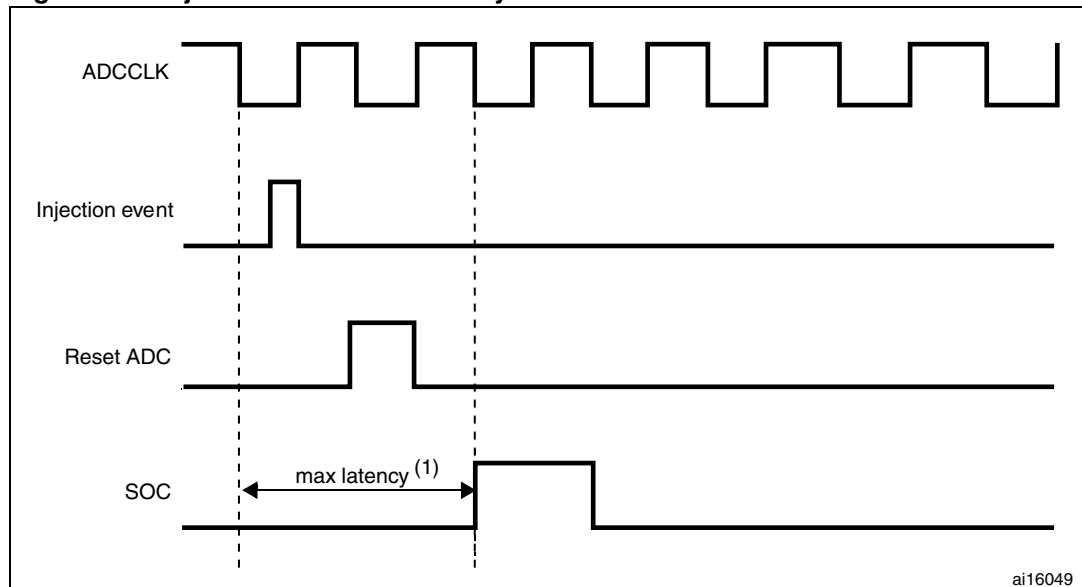 ADCCLK
Injection event
Reset ADC
max latency (1)
SOC
ai16049